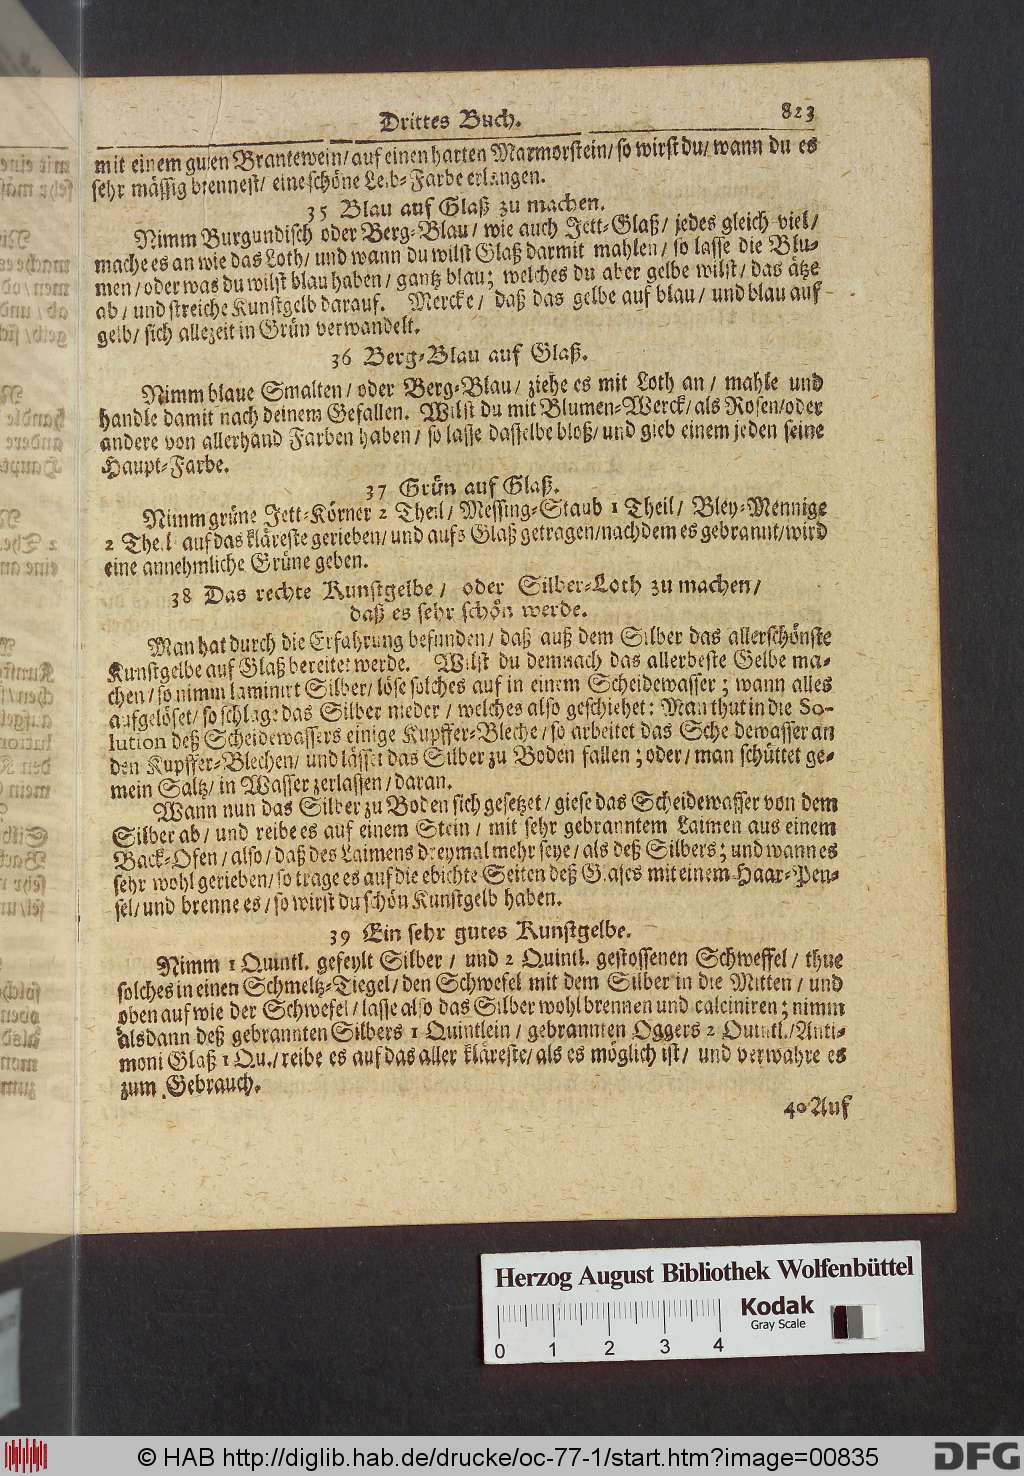 Drittes Buch. 823
mit einem guten Brantewein/ auf einen harten Marmorstein/ so wirst du/ wann du es
sehr mässig brennest/ eine schöne Leib-Farbe erlangen.
35 Blau auf Glaß zu machen.
Nimm Burgundisch oder Berg-Blau/ wie auch Jett-Glaß/ jedes gleich viel/
mache es an wie das Loth/ und wann du wilst Glaß darmit mahlen/ so lasse die Blu-
men/ oder was du wilst blau haben/ gantz blau; welches du aber gelbe wilst/ das ätze
ab/ und streiche Kunstgelb darauf. Mercke/ daß das gelbe auf blau/ und blau auf
gelb/ sich allezeit in Grün verwandelt.
36 Berg-Blau auf Glaß.
Nimm blaue Smalten/ oder Berg-Blau/ ziehe es mit Loth an/ mahle und
handle damit nach deinem Gefallen. Wilst du mit Blumen-Werck/ als Rosen/ oder
andere von allerhand Farben haben/ so lasse dasselbe bloß/ und gieb einem jeden seine
Haupt-Farbe.
37 Grün auf Glaß.
Nimm grüne Jett-Körner 2 Theil/ Messing-Staub 1 Theil/ Bley-Mennige
2 Theil auf das kläreste gerieben/ und aufs Glaß getragen/ nachdem es gebrannt/ wird
eine annehmliche Grüne geben.
38 Das rechte Kunstgelbe/ oder Silber-Loth zu machen/
daß es sehr schön werde.
Man hat durch die Erfahrung befunden/ daß auß dem Silber das allerschönste
Kunstgelbe auf Glaß bereitet werde. Wilst du demnach das allerbeste Gelbe ma-
chen/ so nimm laminirt Silber/ löse solches auf in einem Scheidewasser; wann alles
aufgelöset/ so schlage das Silber nieder/ welches also geschiehet: Man thut in die So-
lution deß Scheidewassers einige Kupffer-Bleche/ so arbeitet das Scheidewasser an
den Kupffer-Blechen/ und lässet das Silber zu Boden fallen; oder/ man schüttet ge-
mein Saltz/ in Wasser zerlassen/ daran.
Wann nun das Silber zu Boden sich gesetzet/ giese das Scheidewasser von dem
Silber ab/ und reibe es auf einem Stein/ mit sehr gebranntem Laimen aus einem
Back-Ofen/ also/ daß des Laimens dreymal mehr seye/ als deß Silbers; und wann es
sehr wohl gerieben/ so trage es auf die ebichte Seiten deß Glases mit einem Haar-Pen-
sel/ und brenne es/ so wirst du schön Kunstgelb haben.
39 Ein sehr gutes Kunstgelbe.
Nimm 1 Quintl. gefeylt Silber/ und 2 Quintl. gestossenen Schweffel/ thue
solches in einen Schmeltz-Tiegel/ den Schwefel mit dem Silber in die Mitten/ und
oben auf wie der Schwefel/ lasse also das Silber wohl brennen und calciniren; nimm
alsdann deß gebrannten Silbers 1 Quintlein/ gebrannten Oggers 2 Quintl./ Anti-
moni Glaß 1 Qu./ reibe es auf das aller kläreste/ als es möglich ist/ und verwahre es
zum Gebrauch.
40 Auf
Herzog August Bibliothek Wolfenbüttel
Kodak
Gray Scale
0 1 2 3 4
© HAB http://diglib.hab.de/drucke/oc-77-1/start.htm?image=00835
DFG